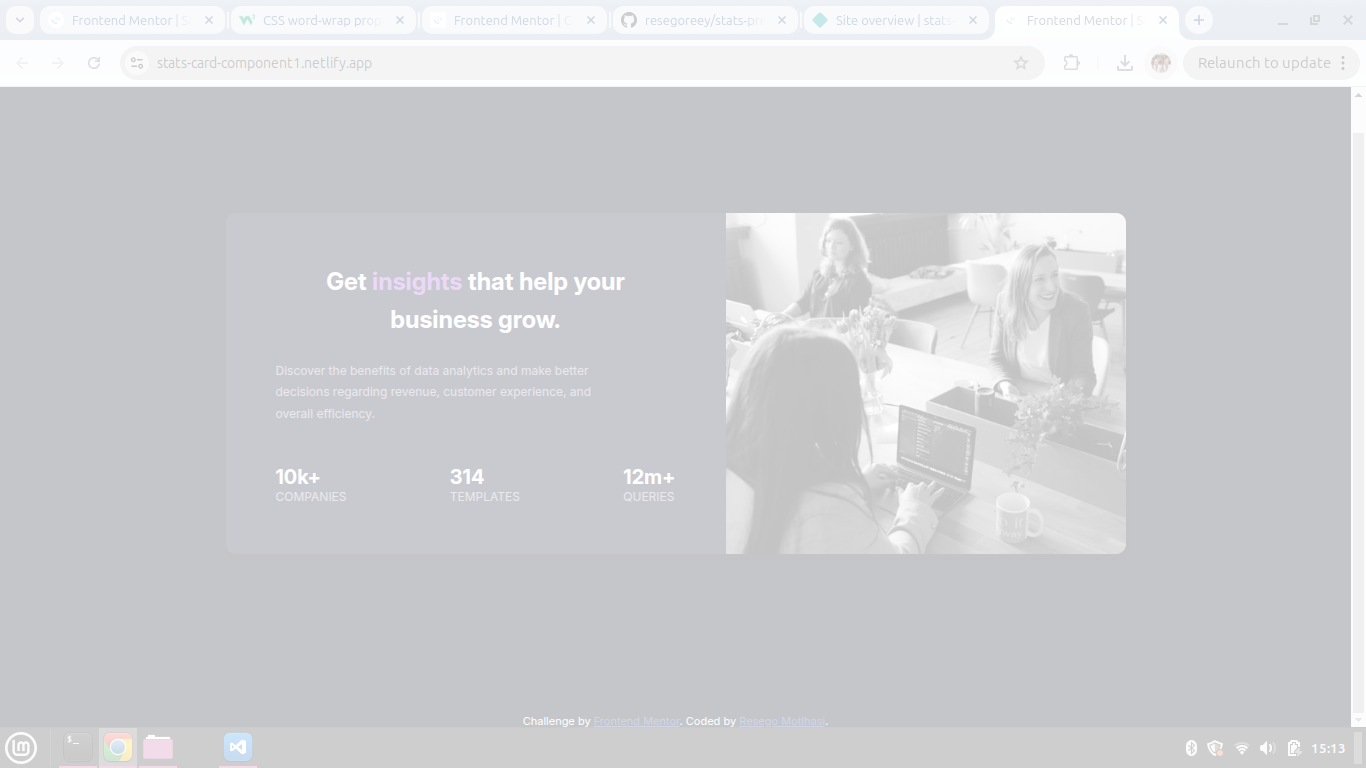 Frontend Mentor | S
CSS word-wrap prop
Frontend Mentor | C
resegoreey/stats-pre
Site overview | stats
Frontend Mentor | S
stats-card-component1.netlify.app
Relaunch to update
Get insights that help your
business grow.
Discover the benefits of data analytics and make better
decisions regarding revenue, customer experience, and
overall efficiency.
10k+
314
12m+
COMPANIES
TEMPLATES
QUERIES
Challenge by Frontend Mentor. Coded by Resego Motlhasi.
15:13